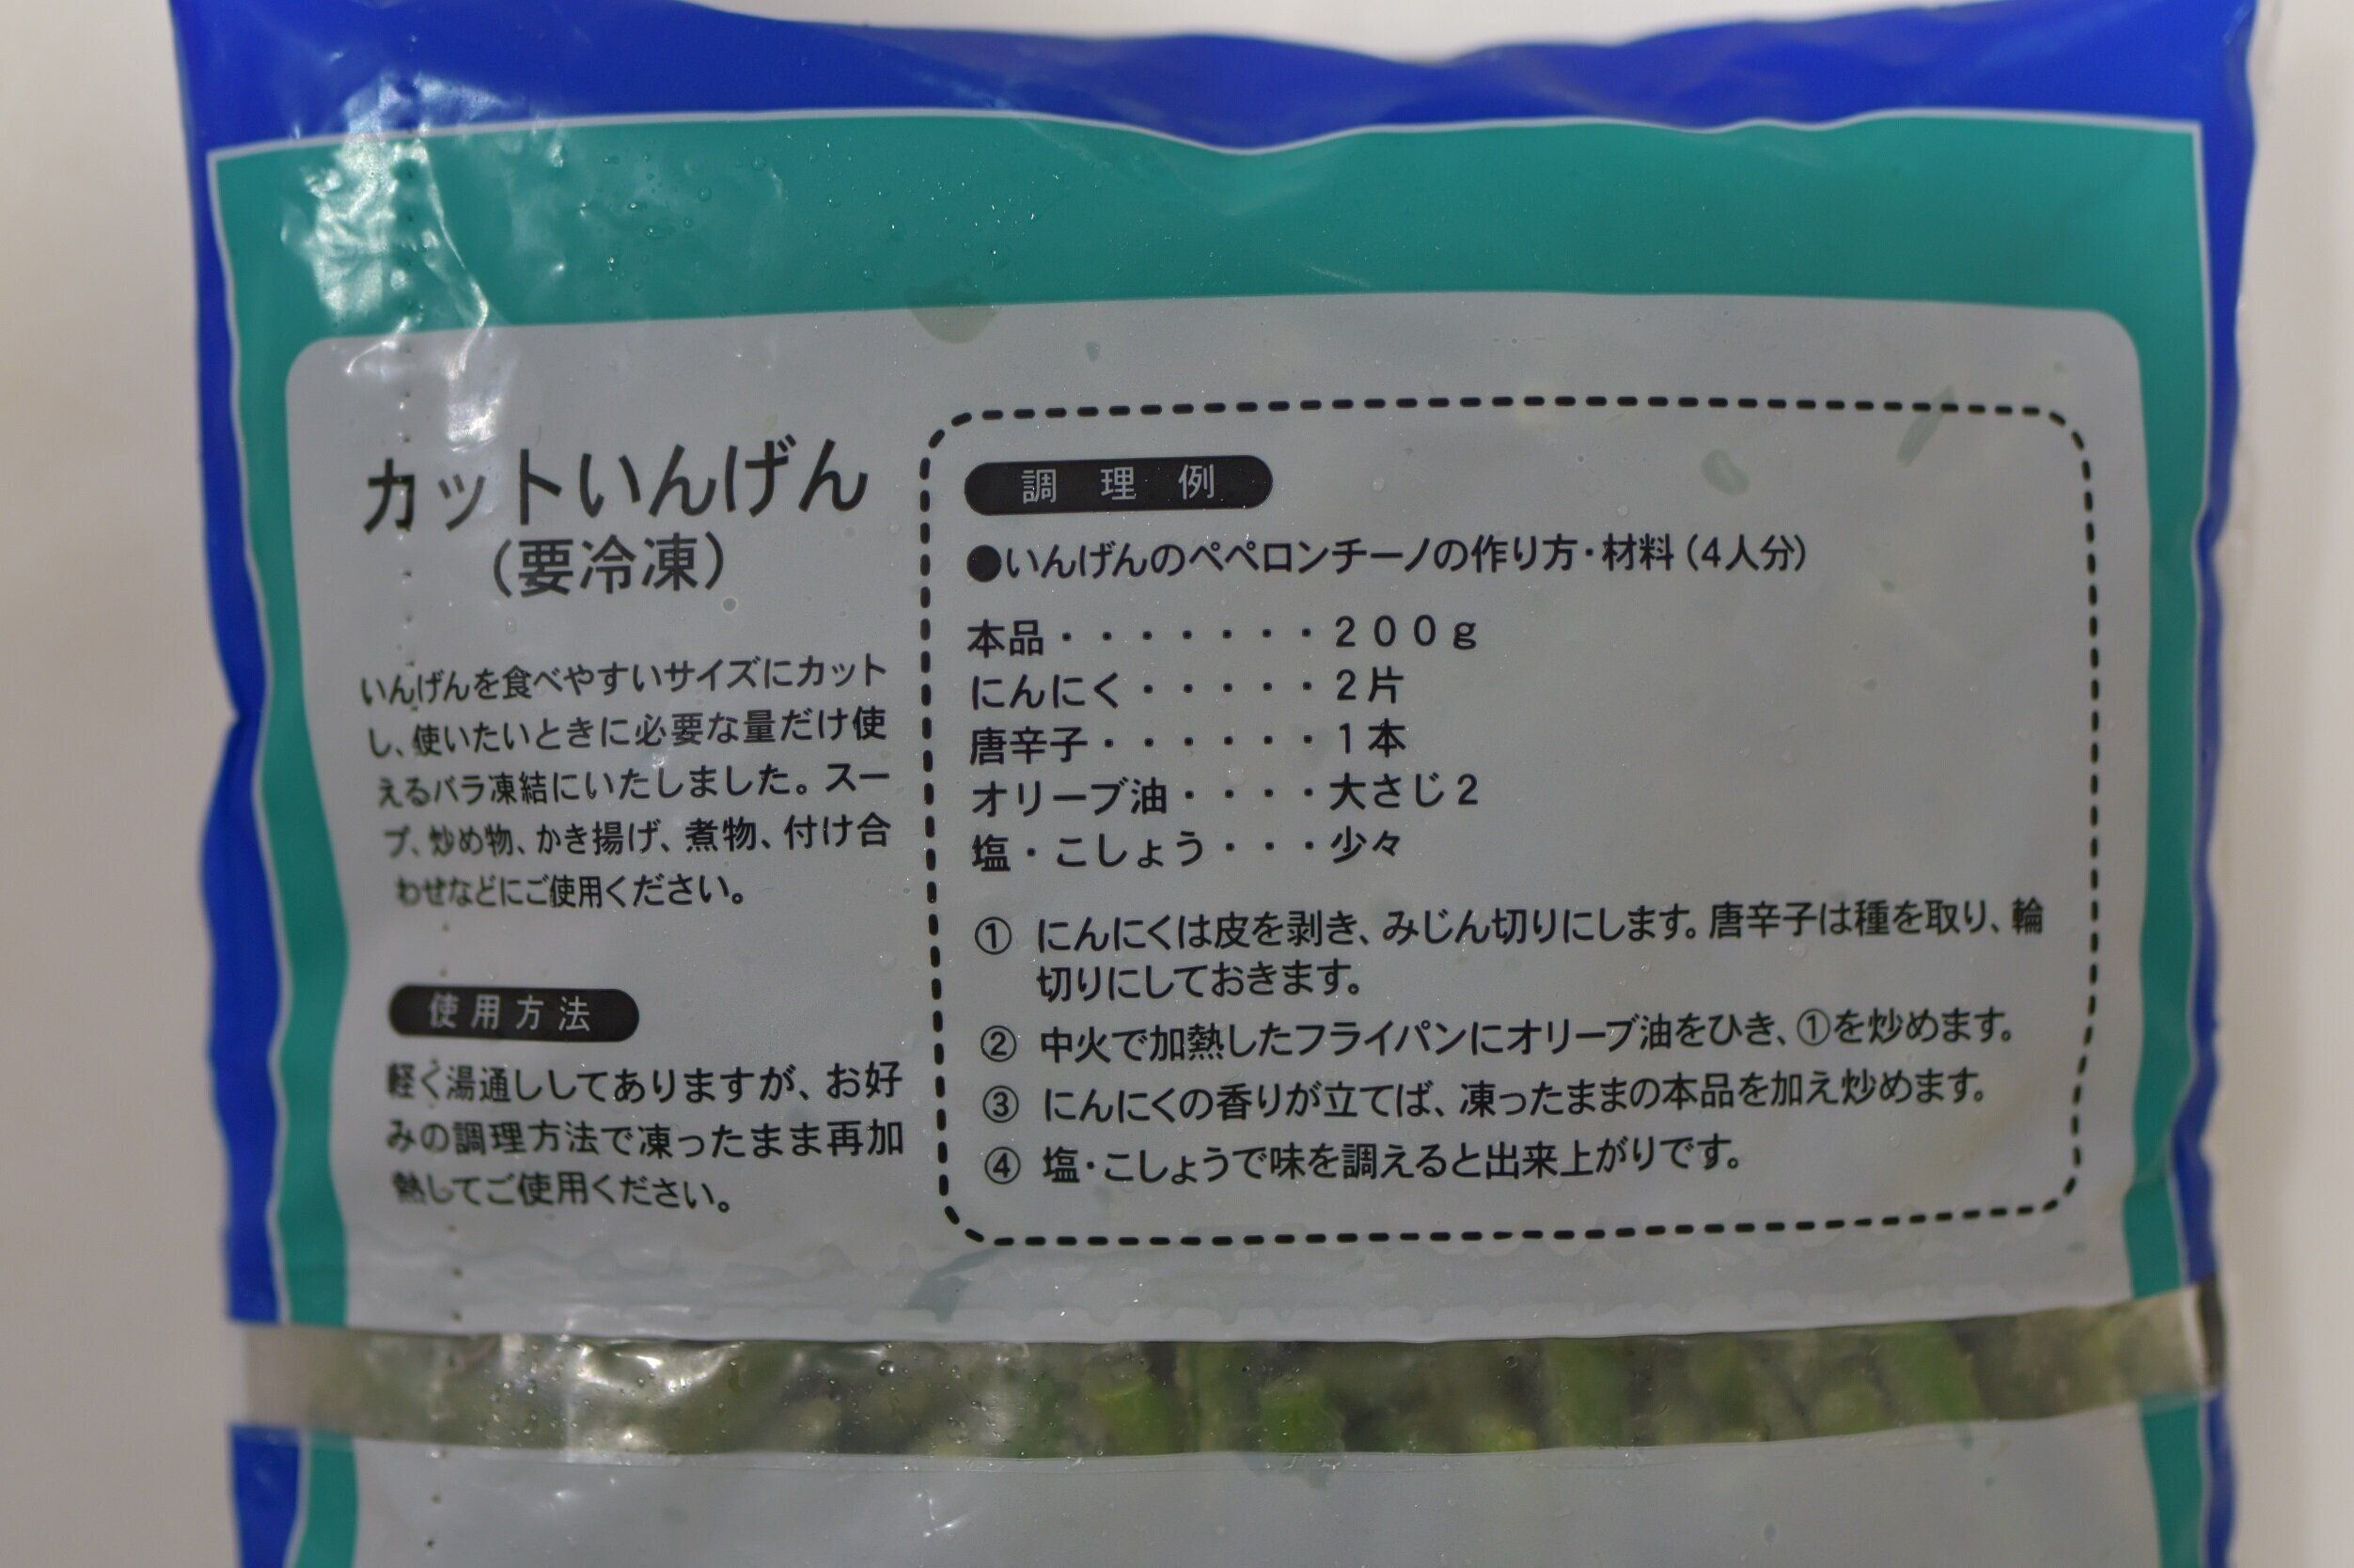 カットいんげん
（要冷凍）
いんげんを食べやすいサイズにカット
し、使いたいときに必要な量だけ使
えるバラ凍結にいたしました。スー
プ、炒め物、かき揚げ、煮物、付け合
わせなどにご使用ください。
使用方法
軽く湯通ししてありますが、お好
みの調理方法で凍ったまま再加
熱してご使用ください。
調理例
●いんげんのペペロンチーノの作り方・材料（4人分）
本品・・・・・・・200g
にんにく・・・・・2片
唐辛子・・・・・・1本
オリーブ油・・・・大さじ2
塩・こしょう・・・少々
① にんにくは皮を剥き、みじん切りにします。唐辛子は種を取り、輪
切りにしておきます。
② 中火で加熱したフライパンにオリーブ油をひき、①を炒めます。
③ にんにくの香りが立てば、凍ったままの本品を加え炒めます。
④ 塩・こしょうで味を調えると出来上がりです。